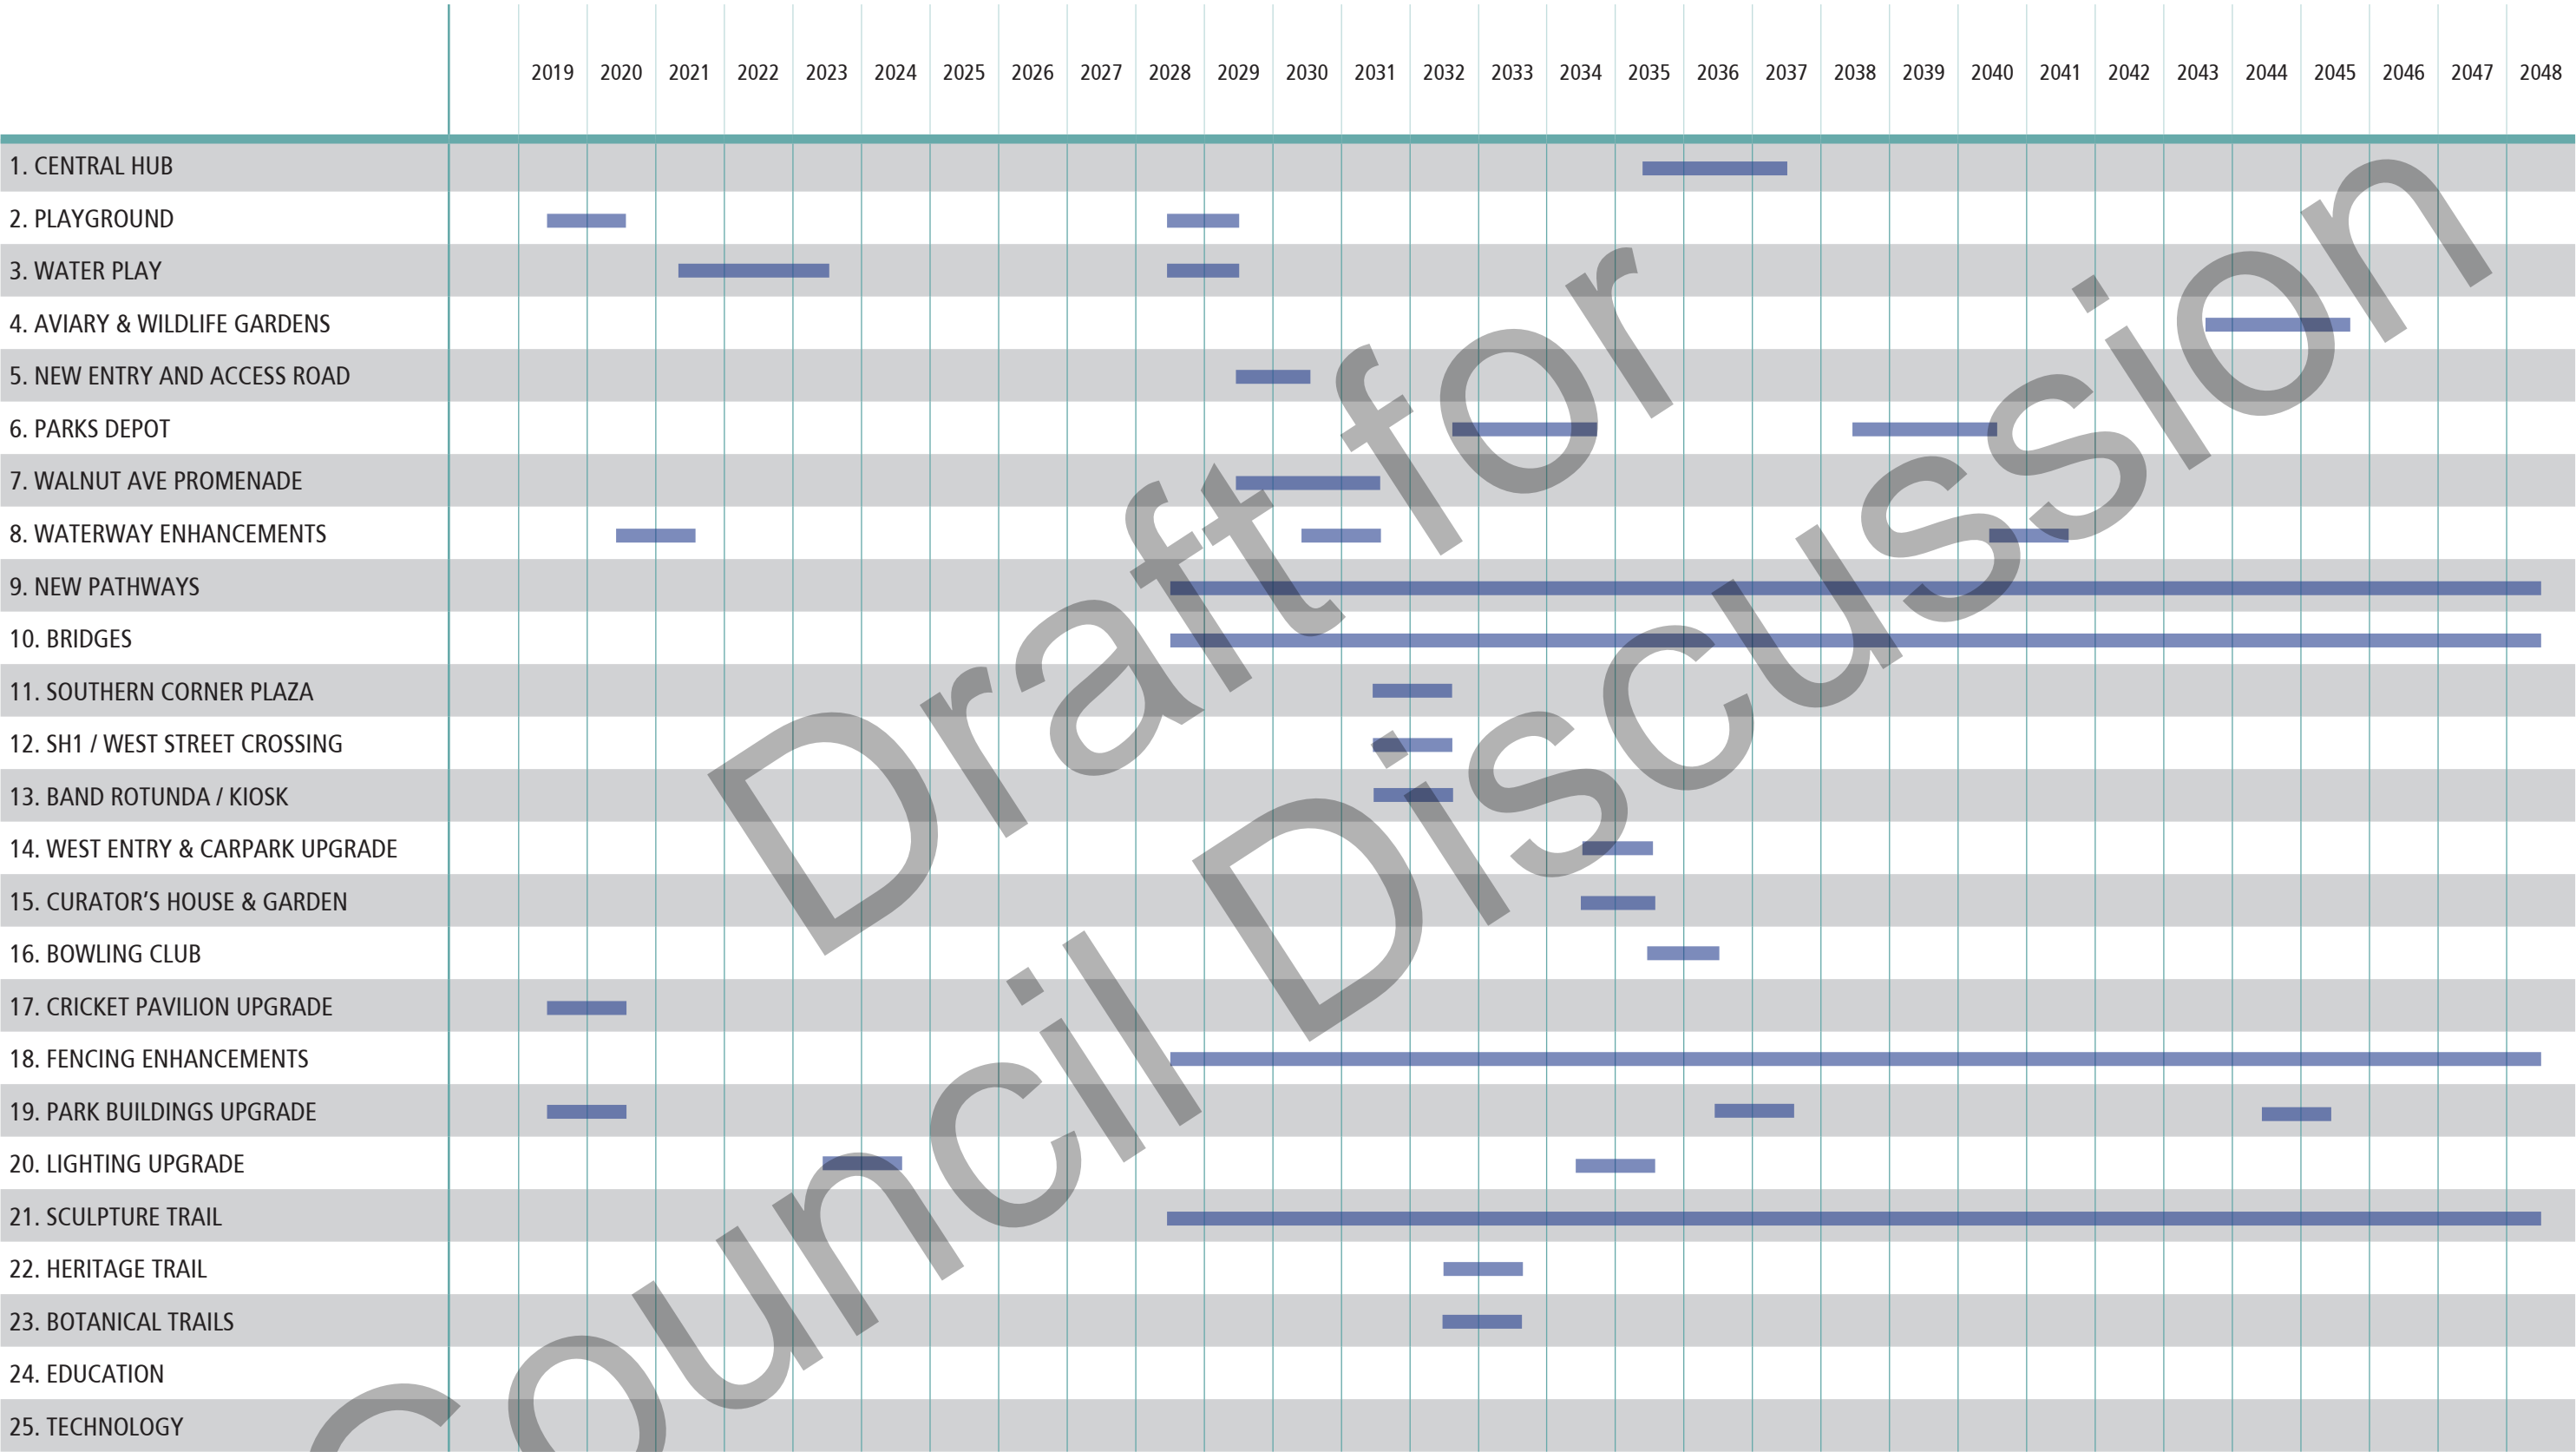 2019 2020 2021 2022 2023 2024 2025 2026 2027 2028 2029 2030 2031 2032 2033 2034 2035 2036 2037 2038 2039 2040 2041 2042 2043 2044 2045 2046 2047 2048
1. CENTRAL HUB
2. PLAYGROUND
3. WATER PLAY
4. AVIARY & WILDLIFE GARDENS
5. NEW ENTRY AND ACCESS ROAD
6. PARKS DEPOT
7. WALNUT AVE PROMENADE
8. WATERWAY ENHANCEMENTS
9. NEW PATHWAYS
10. BRIDGES
11. SOUTHERN CORNER PLAZA
12. SH1 / WEST STREET CROSSING
13. BAND ROTUNDA / KIOSK
14. WEST ENTRY & CARPARK UPGRADE
15. CURATOR’S HOUSE & GARDEN
16. BOWLING CLUB
17. CRICKET PAVILION UPGRADE
18. FENCING ENHANCEMENTS
19. PARK BUILDINGS UPGRADE
20. LIGHTING UPGRADE
21. SCULPTURE TRAIL
22. HERITAGE TRAIL
23. BOTANICAL TRAILS
24. EDUCATION
25. TECHNOLOGY
Draft for
Council Discussion